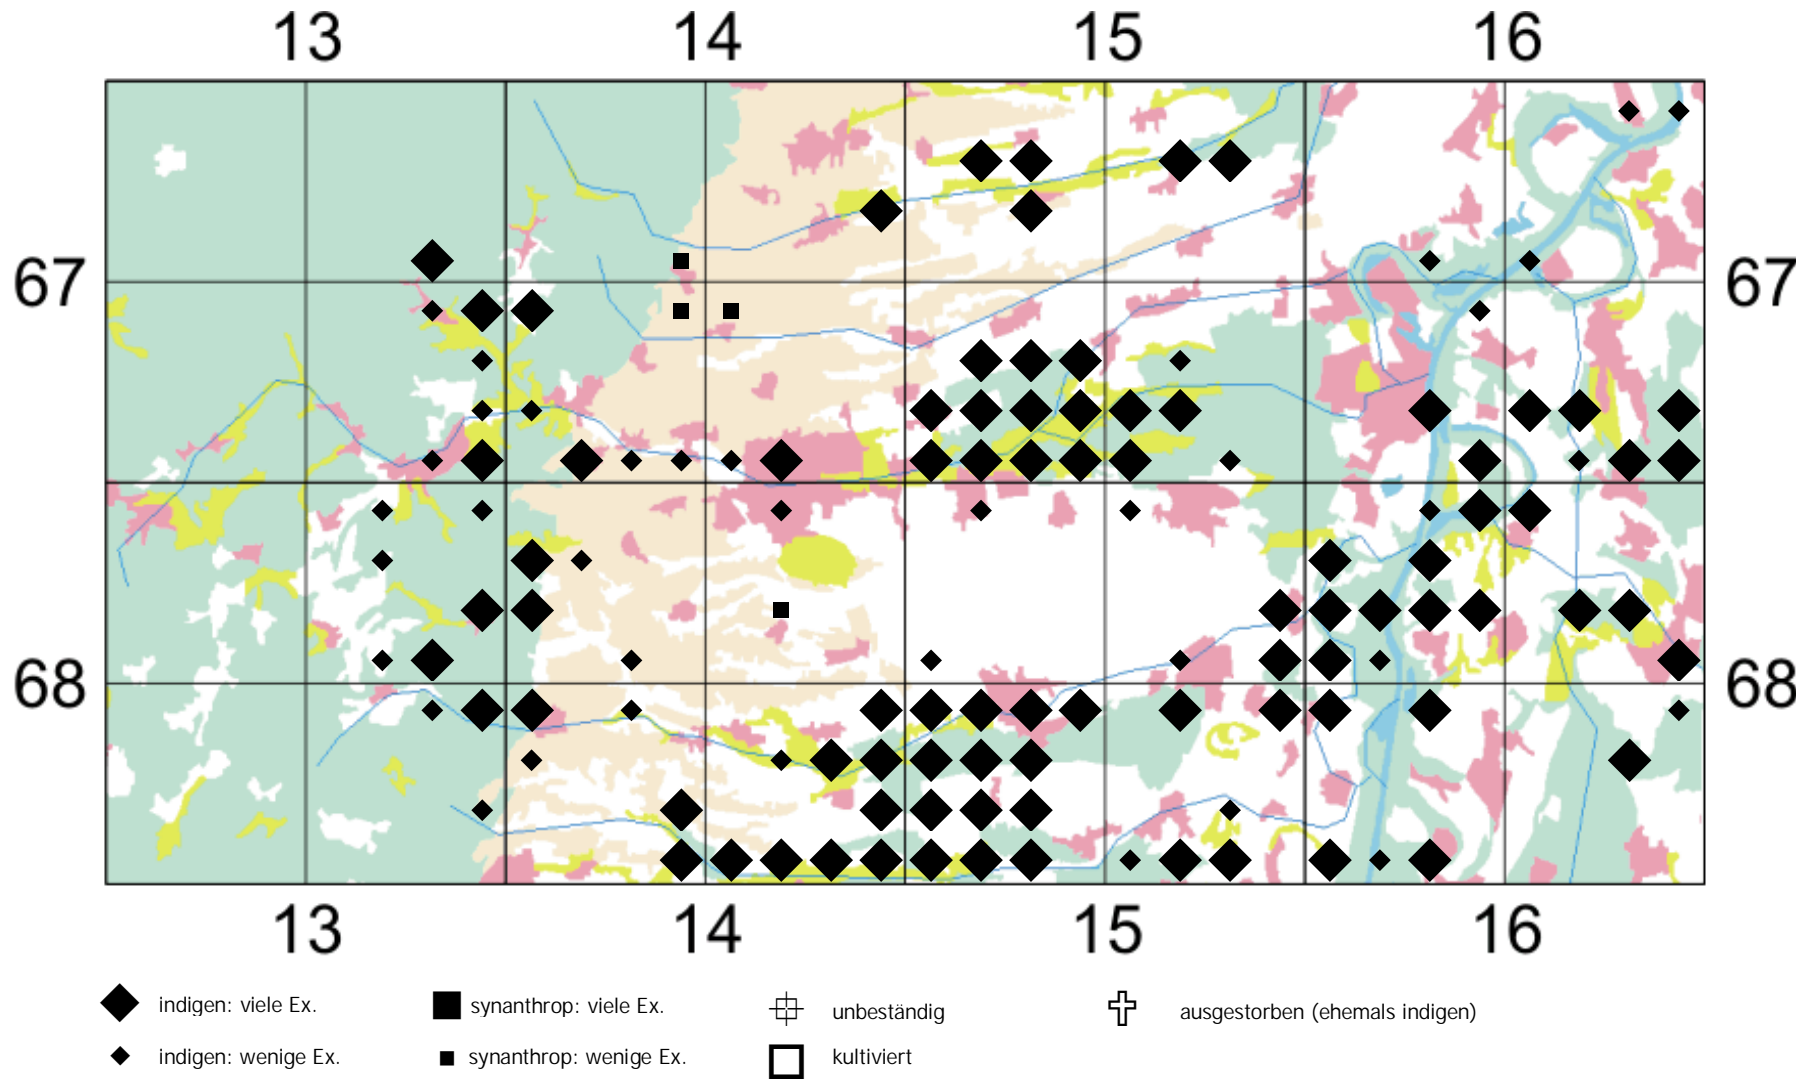 13 14 15 16
67 67
68 68
13 14 15 16
indigen: viele Ex. synanthrop: viele Ex. unbeständig ausgestorben (ehemals indigen)
indigen: wenige Ex. synanthrop: wenige Ex. kultiviert